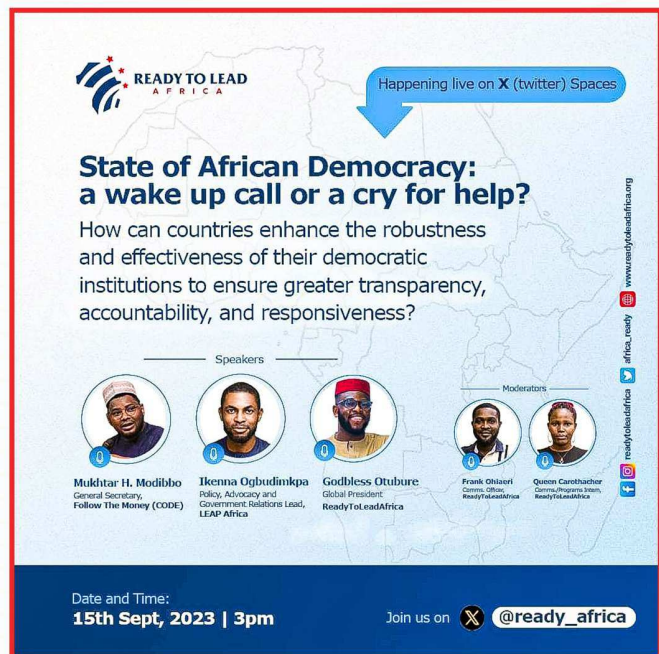 READY TO LEAD
AFRICA
Happening live on X (twitter) Spaces
State of African Democracy:
a wake up call or a cry for help?
How can countries enhance the robustness
and effectiveness of their democratic
institutions to ensure greater transparency,
accountability, and responsiveness?
Speakers
Mukhtar H. Modibbo
General Secretary,
Follow The Money (CODE)
Ikenna Ogbudimkpa
Policy, Advocacy and
Government Relations Lead,
LEAP Africa
Godbless Otubure
Global President
ReadyToLeadAfrica
Moderators
Frank Ohiaeri
Comms. Officer,
ReadyToLeadAfrica
Queen Carethacher
Comms./Programs Intern,
ReadyToLeadAfrica
readytoleadafrica
africa_ready
www.readytoleadafrica.org
Date and Time:
15th Sept, 2023 | 3pm
Join us on X @ready_africa